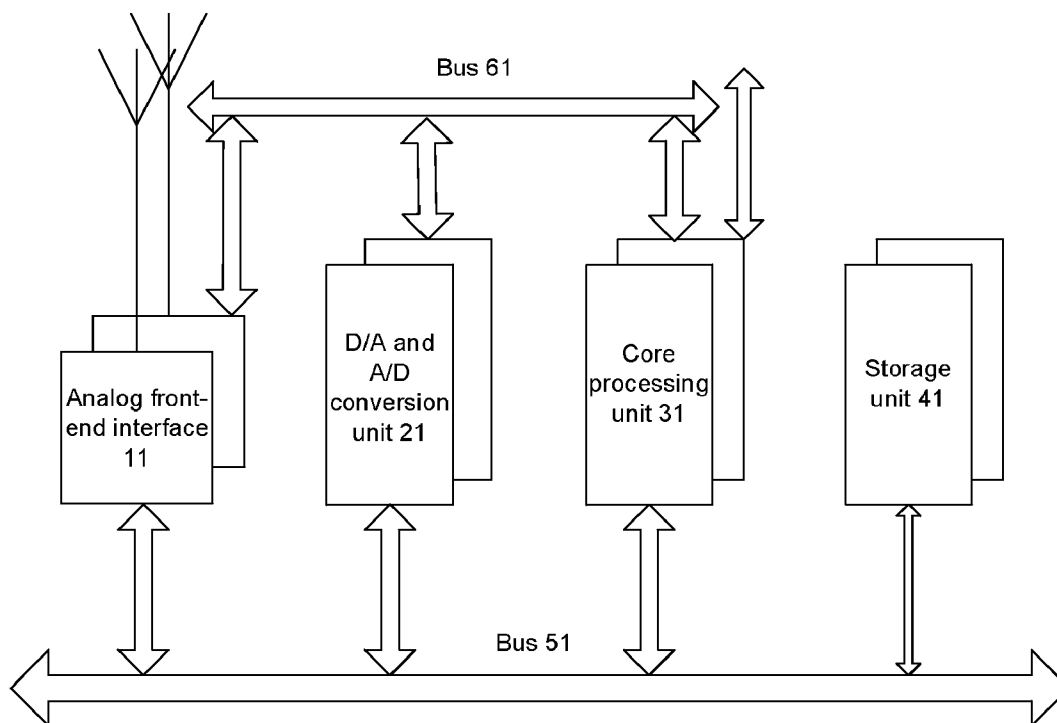 Bus 61
D/A and
A/D
conversion
unit 21
Core
processing
unit 31
Storage
unit 41
Analog front-
end interface
11
Bus 51